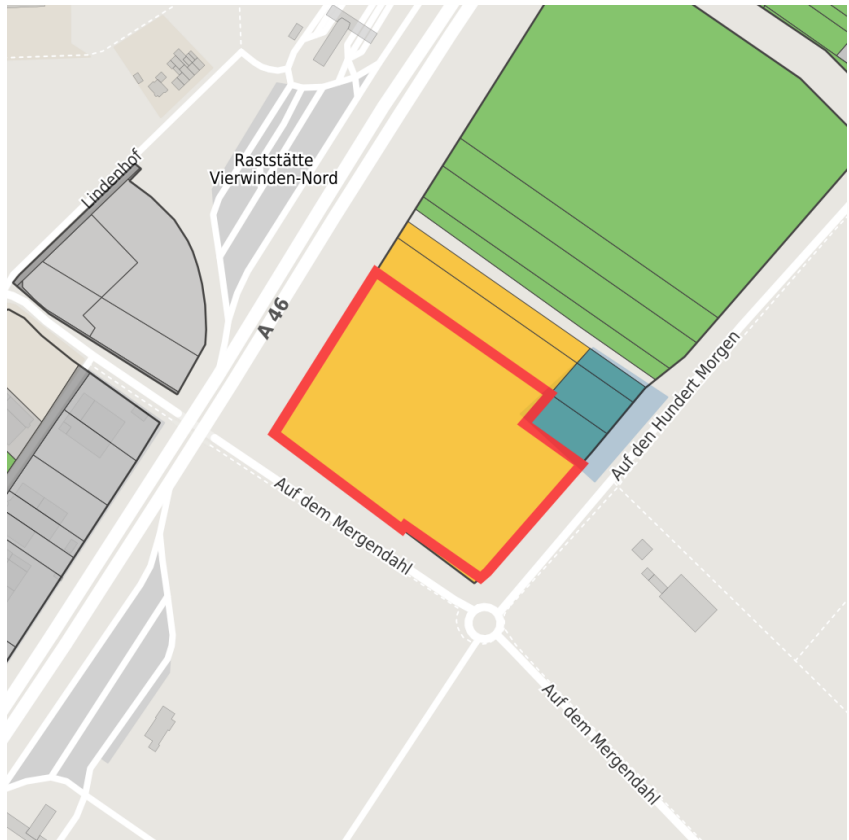 Lindenhof
Raststätte
Vierwinden-Nord
A 46
Auf den Hundert Morgen
Auf dem Mergendahl
Auf dem Mergendahl